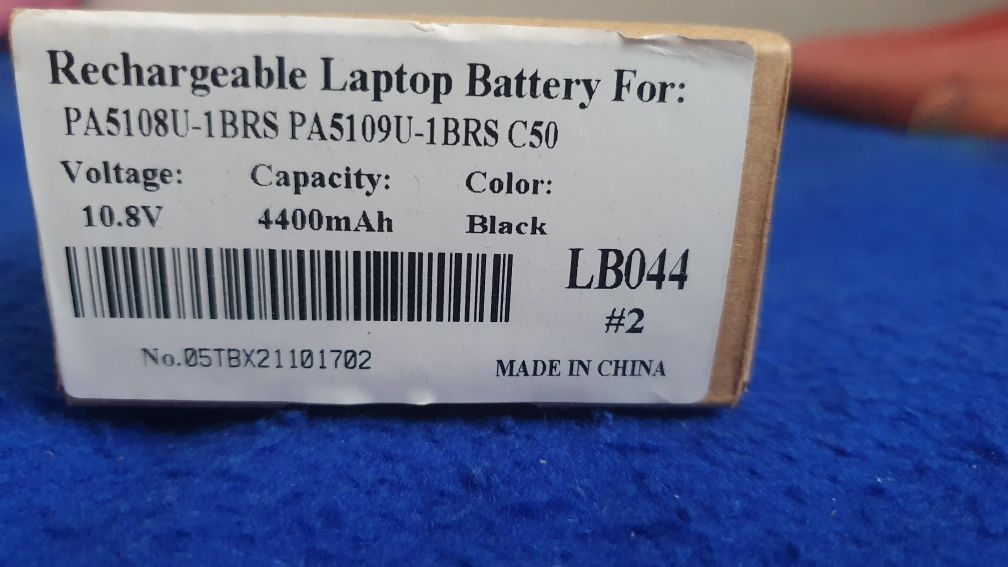 Rechargeable Laptop Battery For:
PA5108U-1BRS PA5109U-1BRS C50
Voltage: Capacity: Color:
10.8V 4400mAh Black
LB044
#2
No.05TBX21101702
MADE IN CHINA